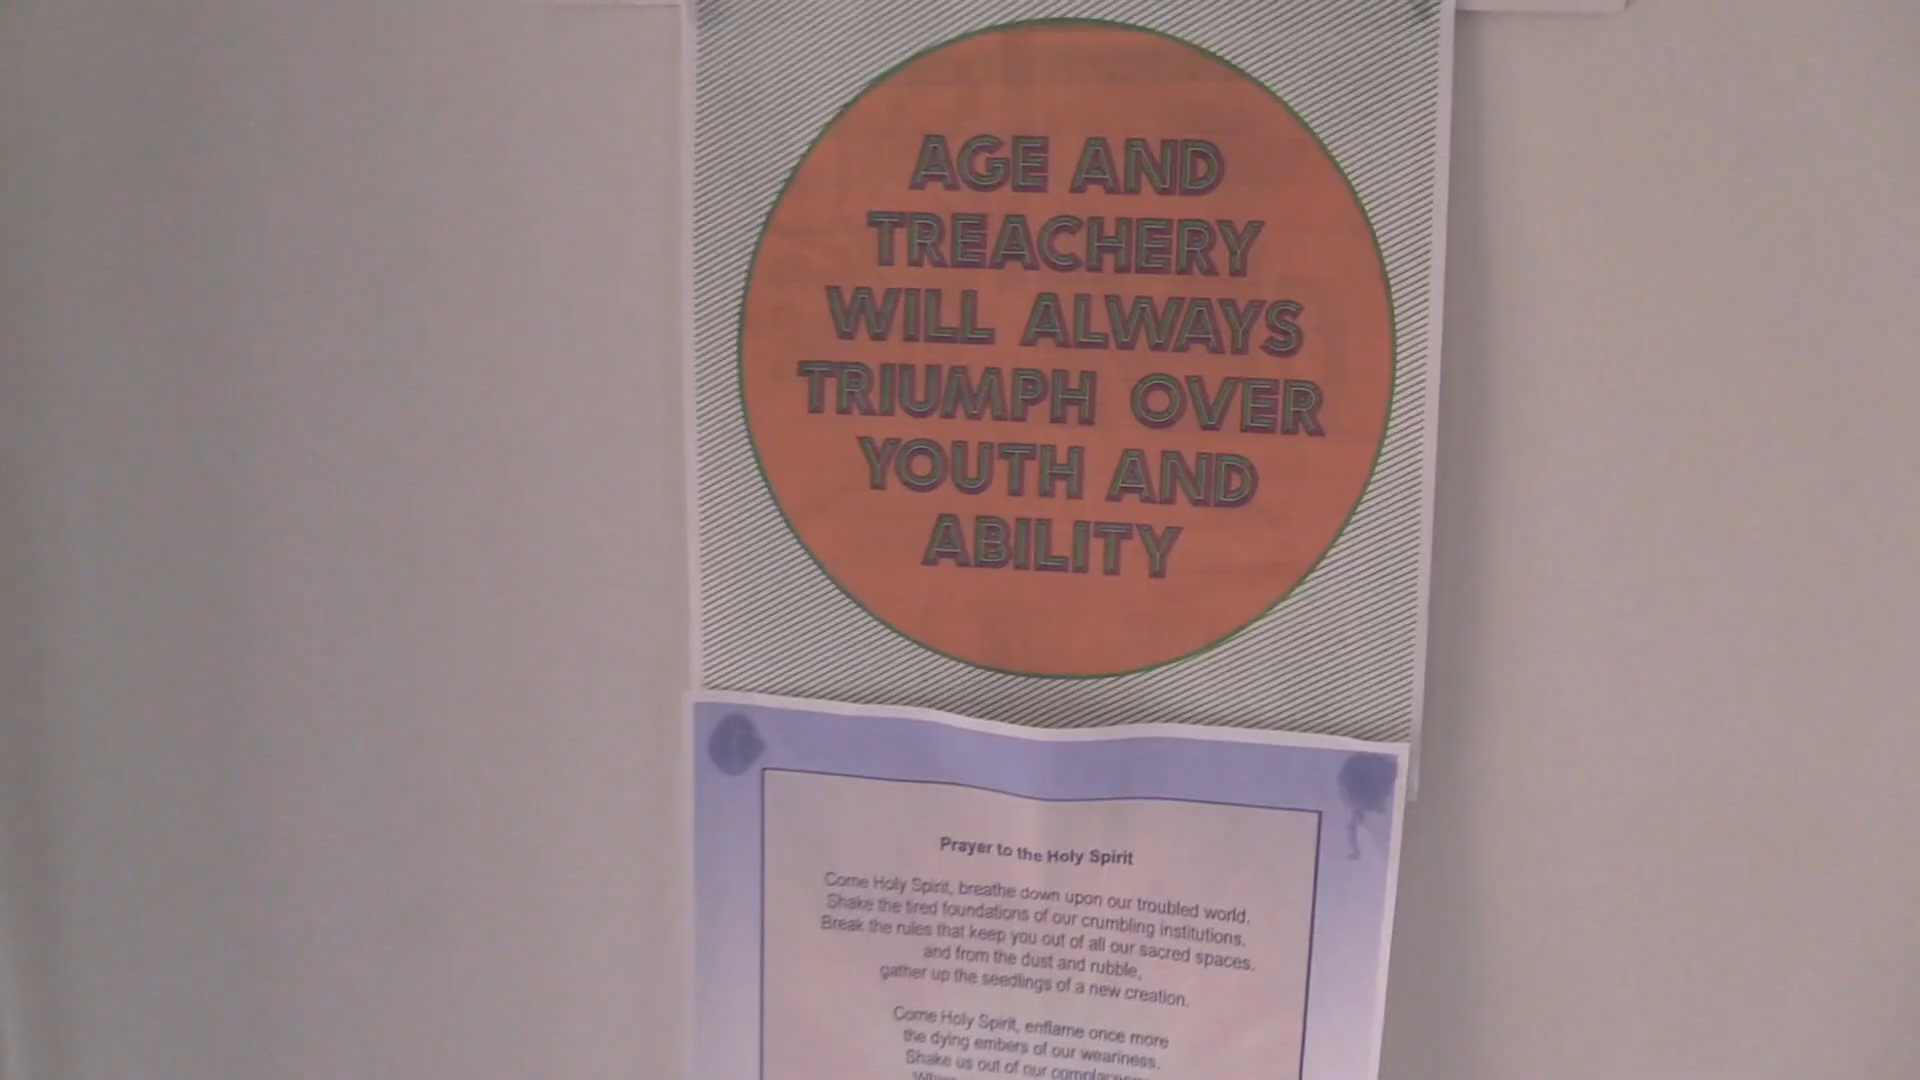 AGE AND
TREACHERY
WILL ALWAYS
TRIUMPH OVER
YOUTH AND
ABILITY
Prayer to the Holy Spirit
Come Holy Spirit, breathe down upon our troubled world.
Shake the tired foundations of our crumbling institutions.
Break the rules that keep you out of all our sacred spaces,
and from the dust and rubble,
gather up the seedlings of a new creation.
Come Holy Spirit, enflame once more
the dying embers of our weariness.
Shake us out of our